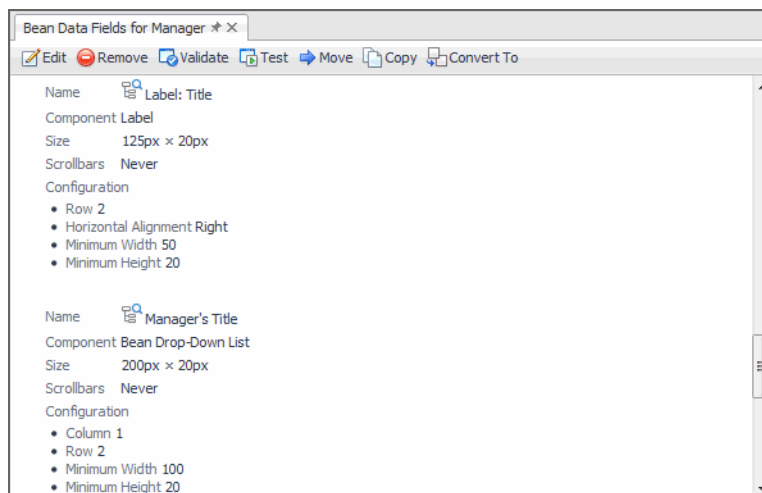 Bean Data Fields for Manager
Edit Remove Validate Test Move Copy Convert To
Name Label: Title
Component Label
Size 125px × 20px
Scrollbars Never
Configuration
• Row 2
• Horizontal Alignment Right
• Minimum Width 50
• Minimum Height 20
Name Manager's Title
Component Bean Drop-Down List
Size 200px × 20px
Scrollbars Never
Configuration
• Column 1
• Row 2
• Minimum Width 100
• Minimum Height 20